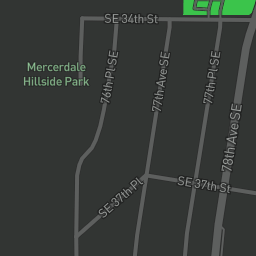 SE 34th St
Mercerdale
Hillside Park
76th Pl SE
77th Ave SE
77th Pl SE
78th Ave SE
SE 37th Pl
SE 37th St